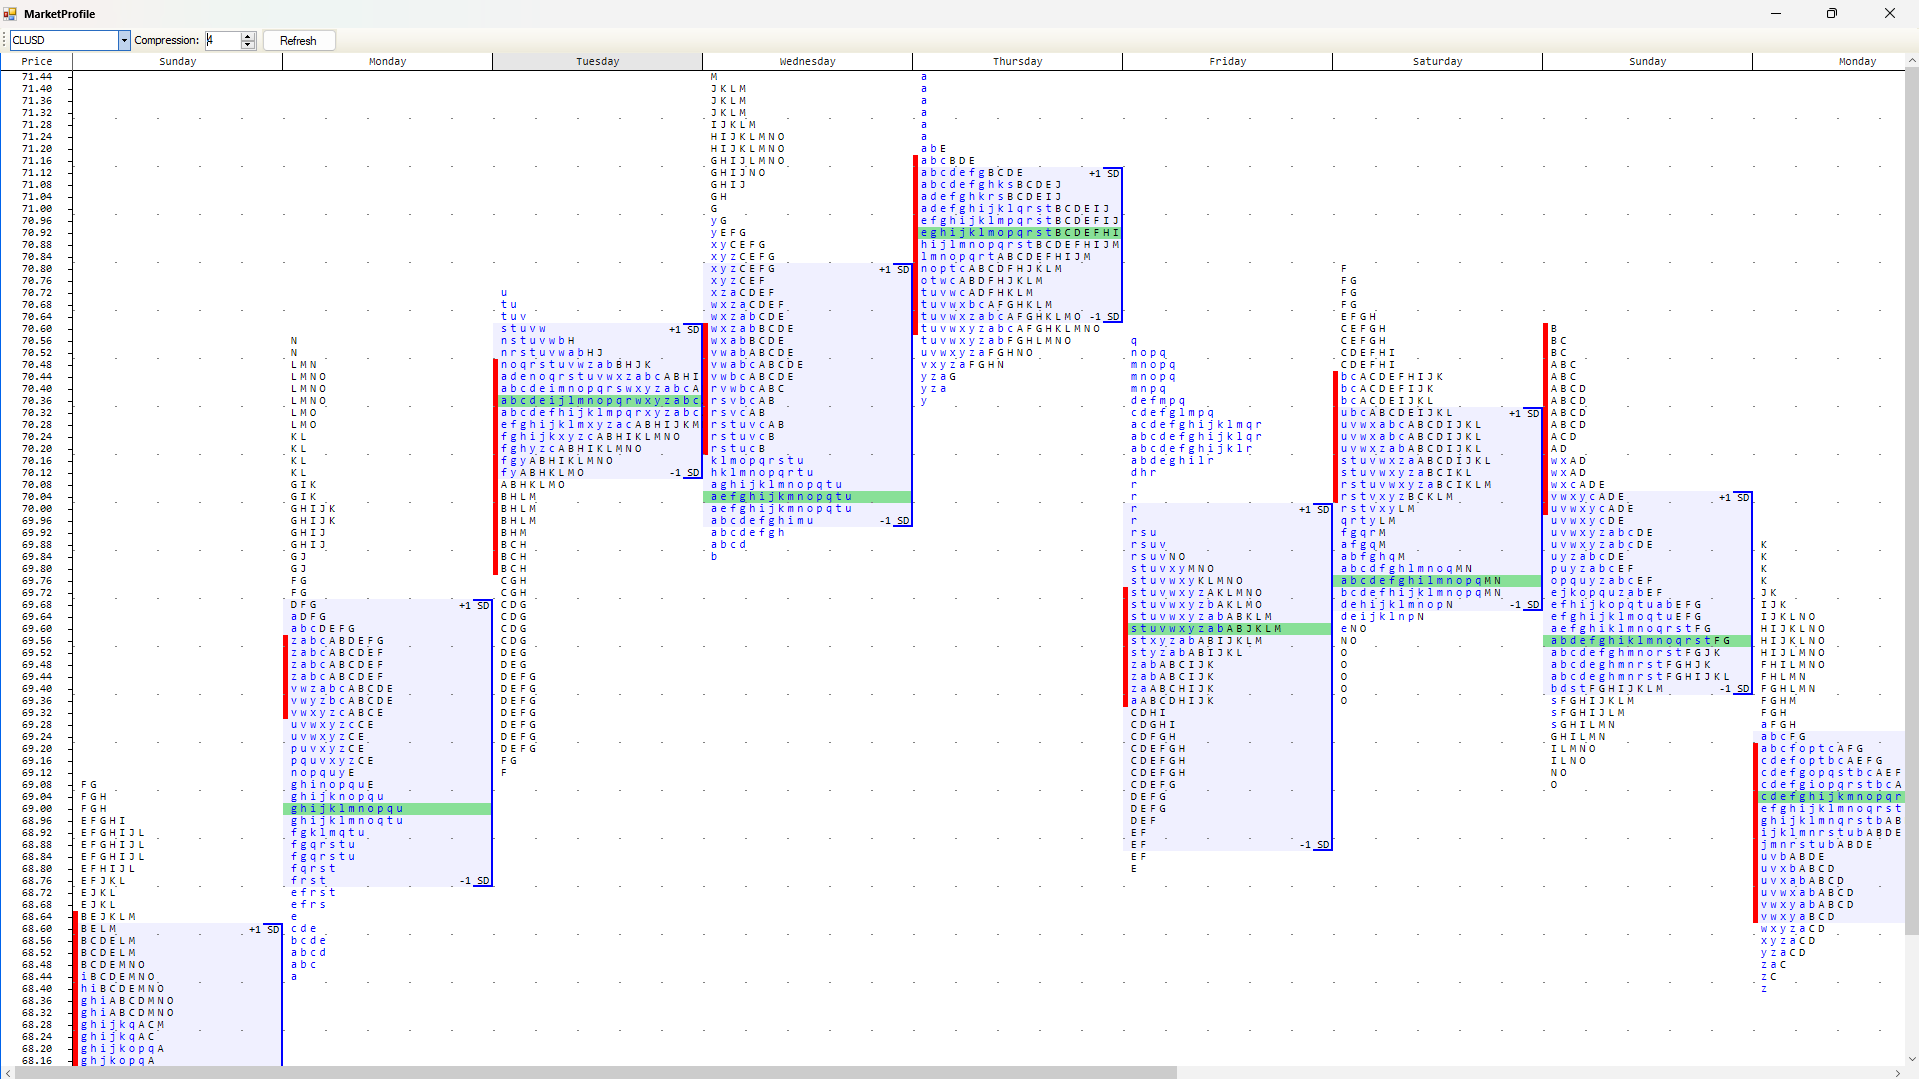 MarketProfile
CLUSD Compression: 4 Refresh
Price Sunday Monday Tuesday Wednesday Thursday Friday Saturday Sunday Monday
71.44 M a
71.40 JKLM a
71.36 JKLM a
71.32 JKLM a
71.28 IJKLM a
71.24 HIJKLMNO a
71.20 HIJKLMNO abE
71.16 GHIJLMNO abcBDE
71.12 GHIJNO abcdefgBCDE +1 SD
71.08 GHIJ abcdefghksBCDEJ
71.04 GH adefghkrsBCDEIJ
71.00 G adefghijklqrstBCDEIJ
70.96 yG efghijklmpqrstBCDEFIJ
70.92 yEFG eghijklmopqrstBCDEFHI
70.88 xyCEFG hijlmnopqrstBCDEFHIJM
70.84 xyzCEFG lmnopqrtABCDEFHIJM
70.80 xyzCEFG +1 SD noptcABCDFHJKLM F
70.76 xyzCEF otwcABDFHJKLM FG
70.72 u xzaCDEF tuvwcADFHKLM FG
70.68 tu wxzaCDEF tuvwxbcAFGHKLM FG
70.64 tuv wxzabCDEF tuvwxzabcAFGHKLMO -1 SD EFGH
70.60 stuvw +1 SD wxzabBCDE tuvwxyzabcAFGHKLMNO CEFGH B
70.56 N nstuvwbH wxabBCDE tuvwxyzabFGHLMNO q CEFGH BC
70.52 N nrstuvwabHJ vwabABCDE uvwxyzaFGHNO nopq CDEFHI BC
70.48 LMN noqrstuvwzabBHJK vwabcABCDE vxyzaFGHN mnopq CDEFHI ABC
70.44 LMNO adenoqrstuvwxzabcABHI vwbcABCDE yzaG mnopq bcACDEFHIJK ABC
70.40 LMNO abcdeimnopqrswxyzabcA rvwbcABC yza mnpq bcACDEFIJK ABCD
70.36 LMNO abcdeijlmnopqrwxyzabc rsvbcAB y defmpq bcACDEIJKL ABCD
70.32 LMO abcdefhijklmpqrxyzabc rsvcAB cdefglmpq ubcABCDEIJKL +1 SD ABCD
70.28 LMO efghijklmxyzacABHIJKM rstuvcAB acdefghijklmqr uvwxabcABCDIJKL ABCD
70.24 KL fghijkxyzcABHIKLMNO rstuvcB abcdefghijklqr uvwxabABCDIJKL ACD
70.20 KL fghyzcABHIKLMNO rstucB abcdefghijklr uvwxzabABCDIJKL AD
70.16 KL fgyABHIKLMNO klmopqrstu abdeghilr stuvwxzaABCDIJKL wxAD
70.12 KL fyABHKLMO -1 SD hklmnopqrtu dhr stuvwxyzaBCIKL wxAD
70.08 GIK ABHKLMO aghijklmnopqtu r stuvwxyzaBCIKLM wxcADE
70.04 GIK BHLM aefghijkmnopqtu r rstvxyzBCKLM vwxycADE +1 SD
70.00 GHIJK BHLM aefghijkmnopqtu r +1 SD rstvxyLM uvwxycADE
69.96 GHIJK BHLM abcdefghimu -1 SD r qrtyLM uvwxycDE
69.92 GHIJ BHM abcdefgh rsu fgqrM uvwxyzabcDE
69.88 GHIJ BCH abcd rsuv afgqM uvwxyzabcDE K
69.84 GJ BCH b rsuvNO abfghqM uyzabcDE K
69.80 GJ BCH stuvxyMNO abcdfghlmnoqMN puyzabcEF K
69.76 FG CGH stuvwxyKLMNO abcdefghilmnopqMN opquyzabcEF K
69.72 FG CGH stuvwxyzAKLMNO bcdefhijklmnopqMN ejkopquzabEF JK
69.68 DFG +1 SD CDG stuvwxyzbAKLMO dehijklmnopN -1 SD efhijkopqtuabEFG IJK
69.64 aDFG CDG stuvwxyzabABKLM deijklnpN efghijklmoqtuEFG IJKLNO
69.60 abcDEFG CDG stuvwxyzabABJKLM eNO aefghiklmnoqrstFG HIJKLNO
69.56 zabcABDEFG CDG stxyzabABIJKLM NO abdefghiklmnoqrstFG HIJKLNO
69.52 zabcABCDEF DEG styzabABIJKL O abcdefghmnorstFGJK HIJLMNO
69.48 zabcABCDEF DEG zabABCIJK O abcdeghmnrstFGHJK FHILMNO
69.44 zabcABCDEF DEFG zabABCIJK O abcdeghmnrstFGHIJKL FHLMN
69.40 vwzabcABCDE DEFG zaABCHIJK O bdstFGHIJKLM -1 SD FGHLMN
69.36 vwyzbcABCDE DEFG aABCDHIJK O sFGHIJKLM FGHM
69.32 vwxyzcABCE DEFG CDHI sFGHIJLM FGH
69.28 uvwxyzcCE DEFG CDGHI sGHILMN aFGH
69.24 uvwxyzCE DEFG CDFGH GHILMN abcFG
69.20 puvxyzCE DEFG CDEFGH ILMNO abcfoptcAFG
69.16 pquvxyzCE FG CDEFGH ILNO cdefoptbcAEFG
69.12 nopquyE F CDEFGH NO cdefgopqstbcAEF
69.08 FG ghinopquE CDEFG O cdefgiopqrstbcA
69.04 FGH ghijknopqu DEFG cdefghijkmnopqr
69.00 FGH ghijklmnopqu DEFG efghijklmnoqrst
68.96 EFGHI ghijklmnoqtu DEF ghijklmnqrstbAB
68.92 EFGHIJL fgklmqtu EF ijklmnrstubABDE
68.88 EFGHIJL fgqrstu EF -1 SD jmnrstubABDE
68.84 EFGHIJL fgqrstu EF uvbABDE
68.80 EFHIJL fqrst E uvxbABCD
68.76 EFJKL frst -1 SD uvxabABCD
68.72 EJKL efrst uvwxabABCD
68.68 EJKL efrs vwxyabABCD
68.64 BEJKLM e vwxyaBCD
68.60 BELM +1 SD cde wxyzaCD
68.56 BCDELM bcde xyzaCD
68.52 BCDELM abcd yzaCD
68.48 BCDEMNO abc zaC
68.44 iBCDEMNO a zC
68.40 hiBCDEMNO z
68.36 ghiABCDMNO
68.32 ghiABCDMNO
68.28 ghijkqACM
68.24 ghijkqAC
68.20 ghijkopqA
68.16 ghjkopqA